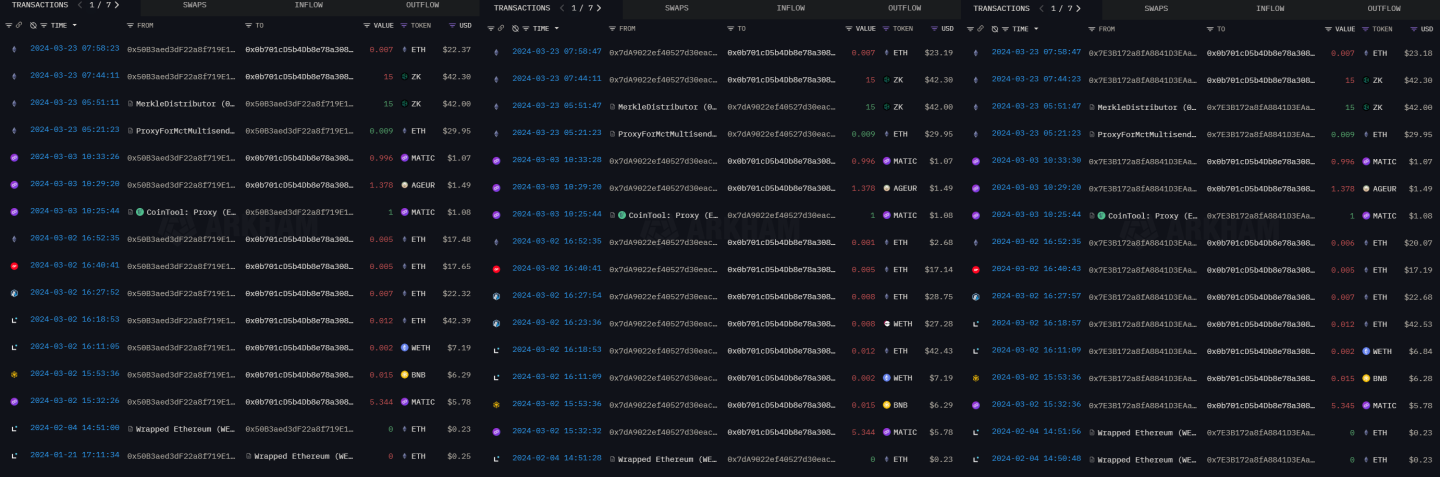 TRANSACTIONS < 1 / 7 > SWAPS INFLOW OUTFLOW
TIME FROM TO VALUE TOKEN USD
2024-03-23 07:58:23 0x50B3aed3dF22a8f719E1… 0x0b701cD5b4Db8e78a308… 0.007 ETH $22.37
2024-03-23 07:44:11 0x50B3aed3dF22a8f719E1… 0x0b701cD5b4Db8e78a308… 15 ZK $42.30
2024-03-23 05:51:11 MerkleDistributor (0… 0x50B3aed3dF22a8f719E1… 15 ZK $42.00
2024-03-23 05:21:23 ProxyForMctMultisend… 0x50B3aed3dF22a8f719E1… 0.009 ETH $29.95
2024-03-03 10:33:26 0x50B3aed3dF22a8f719E1… 0x0b701cD5b4Db8e78a308… 0.996 MATIC $1.07
2024-03-03 10:29:20 0x50B3aed3dF22a8f719E1… 0x0b701cD5b4Db8e78a308… 1.378 AGEUR $1.49
2024-03-03 10:25:44 CoinTool: Proxy (E… 0x50B3aed3dF22a8f719E1… 1 MATIC $1.08
2024-03-02 16:52:35 0x50B3aed3dF22a8f719E1… 0x0b701cD5b4Db8e78a308… 0.005 ETH $17.48
2024-03-02 16:40:41 0x50B3aed3dF22a8f719E1… 0x0b701cD5b4Db8e78a308… 0.005 ETH $17.65
2024-03-02 16:27:52 0x50B3aed3dF22a8f719E1… 0x0b701cD5b4Db8e78a308… 0.007 ETH $22.32
2024-03-02 16:18:53 0x50B3aed3dF22a8f719E1… 0x0b701cD5b4Db8e78a308… 0.012 ETH $42.39
2024-03-02 16:11:05 0x50B3aed3dF22a8f719E1… 0x0b701cD5b4Db8e78a308… 0.002 WETH $7.19
2024-03-02 15:53:36 0x50B3aed3dF22a8f719E1… 0x0b701cD5b4Db8e78a308… 0.015 BNB $6.29
2024-03-02 15:32:26 0x50B3aed3dF22a8f719E1… 0x0b701cD5b4Db8e78a308… 5.344 MATIC $5.78
2024-02-04 14:51:00 Wrapped Ethereum (WE… 0x50B3aed3dF22a8f719E1… 0 ETH $0.23
2024-01-21 17:11:34 0x50B3aed3dF22a8f719E1… Wrapped Ethereum (WE… 0 ETH $0.25
ARKHAM
TRANSACTIONS < 1 / 7 > SWAPS INFLOW OUTFLOW
TIME FROM TO VALUE TOKEN USD
2024-03-23 07:58:47 0x7dA9022ef40527d30eac… 0x0b701cD5b4Db8e78a308… 0.007 ETH $23.19
2024-03-23 07:44:11 0x7dA9022ef40527d30eac… 0x0b701cD5b4Db8e78a308… 15 ZK $42.30
2024-03-23 05:51:47 MerkleDistributor (0… 0x7dA9022ef40527d30eac… 15 ZK $42.00
2024-03-23 05:21:23 ProxyForMctMultisend… 0x7dA9022ef40527d30eac… 0.009 ETH $29.95
2024-03-03 10:33:28 0x7dA9022ef40527d30eac… 0x0b701cD5b4Db8e78a308… 0.996 MATIC $1.07
2024-03-03 10:29:20 0x7dA9022ef40527d30eac… 0x0b701cD5b4Db8e78a308… 1.378 AGEUR $1.49
2024-03-03 10:25:44 CoinTool: Proxy (E… 0x7dA9022ef40527d30eac… 1 MATIC $1.08
2024-03-02 16:52:35 0x7dA9022ef40527d30eac… 0x0b701cD5b4Db8e78a308… 0.001 ETH $2.68
2024-03-02 16:40:41 0x7dA9022ef40527d30eac… 0x0b701cD5b4Db8e78a308… 0.005 ETH $17.14
2024-03-02 16:27:54 0x7dA9022ef40527d30eac… 0x0b701cD5b4Db8e78a308… 0.008 ETH $28.75
2024-03-02 16:23:36 0x7dA9022ef40527d30eac… 0x0b701cD5b4Db8e78a308… 0.008 WETH $27.28
2024-03-02 16:18:53 0x7dA9022ef40527d30eac… 0x0b701cD5b4Db8e78a308… 0.012 ETH $42.43
2024-03-02 16:11:09 0x7dA9022ef40527d30eac… 0x0b701cD5b4Db8e78a308… 0.002 WETH $7.19
2024-03-02 15:53:36 0x7dA9022ef40527d30eac… 0x0b701cD5b4Db8e78a308… 0.015 BNB $6.29
2024-03-02 15:32:32 0x7dA9022ef40527d30eac… 0x0b701cD5b4Db8e78a308… 5.344 MATIC $5.78
2024-02-04 14:51:28 Wrapped Ethereum (WE… 0x7dA9022ef40527d30eac… 0 ETH $0.23
ARKHAM
TRANSACTIONS < 1 / 7 > SWAPS INFLOW OUTFLOW
TIME FROM TO VALUE TOKEN USD
2024-03-23 07:58:47 0x7E3B172a8fA8841D3EAa… 0x0b701cD5b4Db8e78a308… 0.007 ETH $23.18
2024-03-23 07:44:23 0x7E3B172a8fA8841D3EAa… 0x0b701cD5b4Db8e78a308… 15 ZK $42.30
2024-03-23 05:51:47 MerkleDistributor (0… 0x7E3B172a8fA8841D3EAa… 15 ZK $42.00
2024-03-23 05:21:23 ProxyForMctMultisend… 0x7E3B172a8fA8841D3EAa… 0.009 ETH $29.95
2024-03-03 10:33:30 0x7E3B172a8fA8841D3EAa… 0x0b701cD5b4Db8e78a308… 0.996 MATIC $1.07
2024-03-03 10:29:20 0x7E3B172a8fA8841D3EAa… 0x0b701cD5b4Db8e78a308… 1.378 AGEUR $1.49
2024-03-03 10:25:44 CoinTool: Proxy (E… 0x7E3B172a8fA8841D3EAa… 1 MATIC $1.08
2024-03-02 16:52:35 0x7E3B172a8fA8841D3EAa… 0x0b701cD5b4Db8e78a308… 0.006 ETH $20.07
2024-03-02 16:40:43 0x7E3B172a8fA8841D3EAa… 0x0b701cD5b4Db8e78a308… 0.005 ETH $17.19
2024-03-02 16:27:57 0x7E3B172a8fA8841D3EAa… 0x0b701cD5b4Db8e78a308… 0.007 ETH $22.68
2024-03-02 16:18:57 0x7E3B172a8fA8841D3EAa… 0x0b701cD5b4Db8e78a308… 0.012 ETH $42.53
2024-03-02 16:11:09 0x7E3B172a8fA8841D3EAa… 0x0b701cD5b4Db8e78a308… 0.002 WETH $6.84
2024-03-02 15:53:36 0x7E3B172a8fA8841D3EAa… 0x0b701cD5b4Db8e78a308… 0.015 BNB $6.28
2024-03-02 15:32:36 0x7E3B172a8fA8841D3EAa… 0x0b701cD5b4Db8e78a308… 5.345 MATIC $5.78
2024-02-04 14:51:56 Wrapped Ethereum (WE… 0x7E3B172a8fA8841D3EAa… 0 ETH $0.23
2024-02-04 14:50:48 Wrapped Ethereum (WE… 0x7E3B172a8fA8841D3EAa… 0 ETH $0.23
ARKHAM